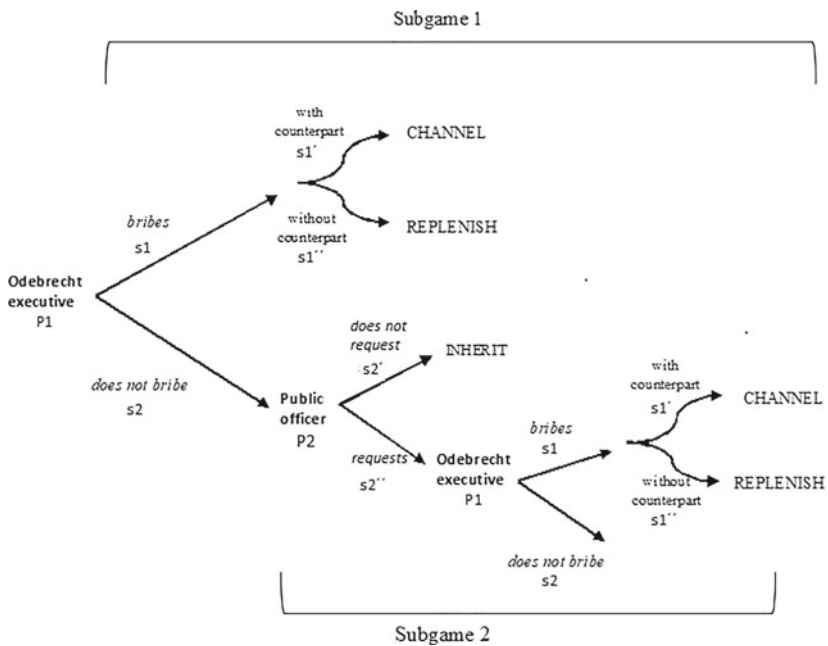 Subgame 1
with
counterpart
s1´
CHANNEL
bribes
s1
without
counterpart
s1´´
REPLENISH
Odebrecht
executive
P1
does not bribe
s2
does not
request
s2´
INHERIT
Public
officer
P2
requests
s2´´
Odebrecht
executive
P1
bribes
s1
with
counterpart
s1´
CHANNEL
without
counterpart
s1´´
REPLENISH
does not bribe
s2
Subgame 2